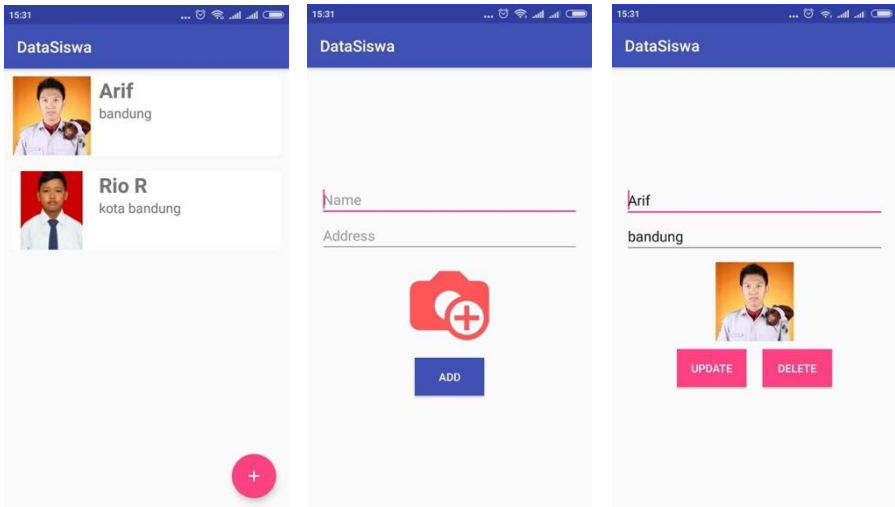 15:31
DataSiswa
Arif
bandung
Rio R
kota bandung
+
15:31
DataSiswa
Name
Address
ADD
15:31
DataSiswa
Arif
bandung
UPDATE
DELETE